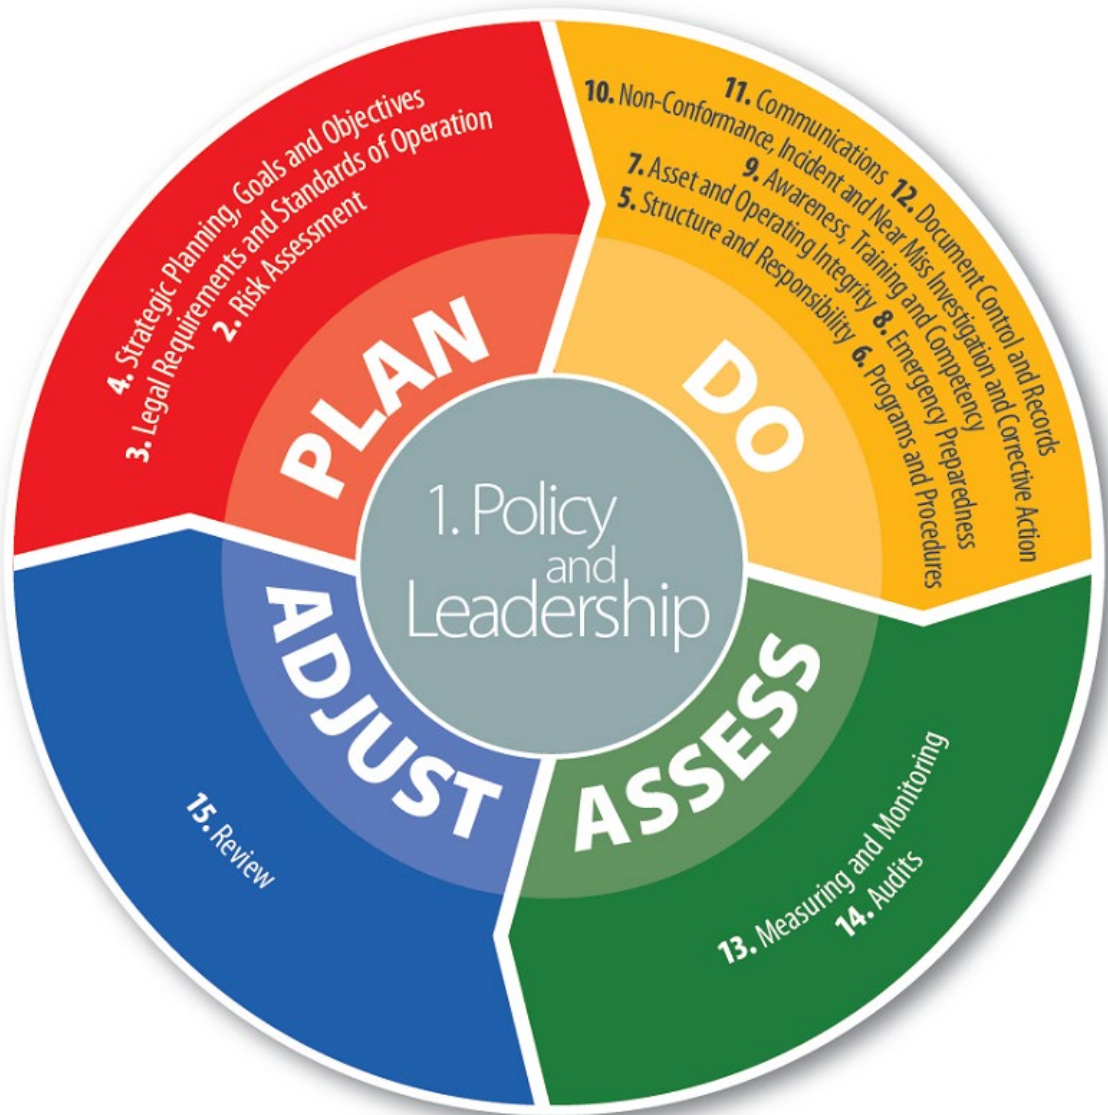 PLAN
4. Strategic Planning, Goals and Objectives
3. Legal Requirements and Standards of Operation
2. Risk Assessment
DO
11. Communications 12. Document Control and Records
10. Non-Conformance, Incident and Near Miss Investigation and Corrective Action
9. Awareness, Training and Competency
7. Asset and Operating Integrity 8. Emergency Preparedness
5. Structure and Responsibility 6. Programs and Procedures
1. Policy
and
Leadership
ASSESS
13. Measuring and Monitoring
14. Audits
ADJUST
15. Review